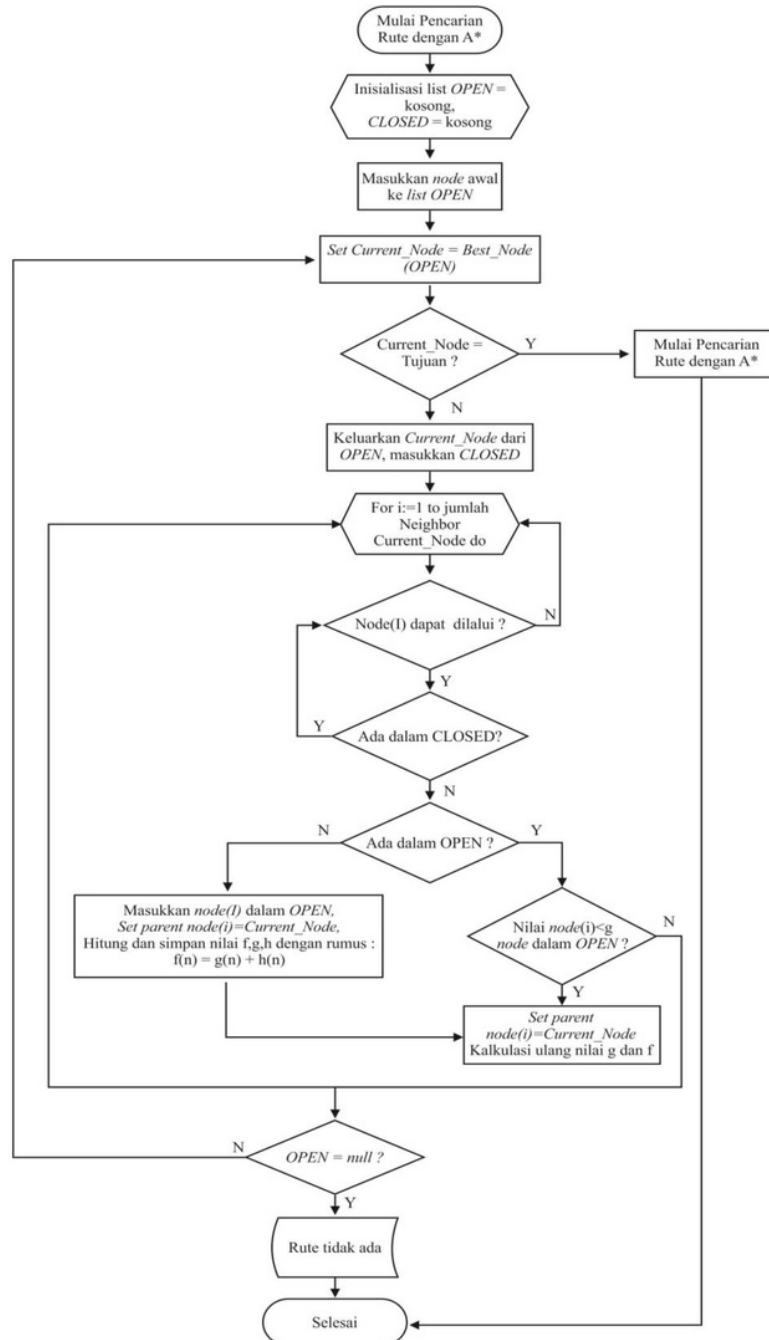 Mulai Pencarian
Rute dengan A*
Inisialisasi list OPEN =
kosong,
CLOSED = kosong
Masukkan node awal
ke list OPEN
Set Current_Node = Best_Node
(OPEN)
Current_Node =
Tujuan ?
Y
Mulai Pencarian
Rute dengan A*
N
Keluarkan Current_Node dari
OPEN, masukkan CLOSED
For i:=1 to jumlah
Neighbor
Current_Node do
Node(I) dapat dilalui ?
N
Y
Y
Ada dalam CLOSED?
N
N
Ada dalam OPEN ?
Y
Masukkan node(I) dalam OPEN,
Set parent node(i)=Current_Node,
Hitung dan simpan nilai f,g,h dengan rumus :
f(n) = g(n) + h(n)
Nilai node(i)<g
node dalam OPEN ?
N
Y
Set parent
node(i)=Current_Node
Kalkulasi ulang nilai g dan f
N
OPEN = null ?
Y
Rute tidak ada
Selesai